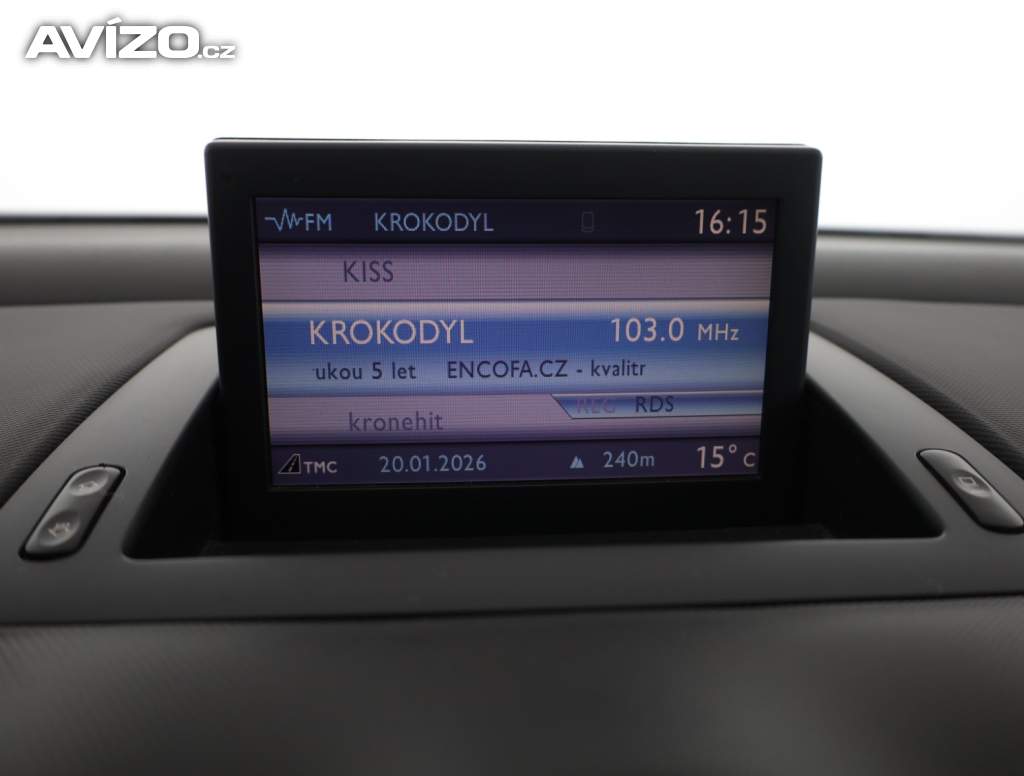 AVÍZO.cz
FM KROKODYL 16:15
KISS
KROKODYL 103.0 MHz
ukou 5 let ENCOFA.CZ - kvalitr
REG RDS
kronehit
TMC 20.01.2026 240m 15° C